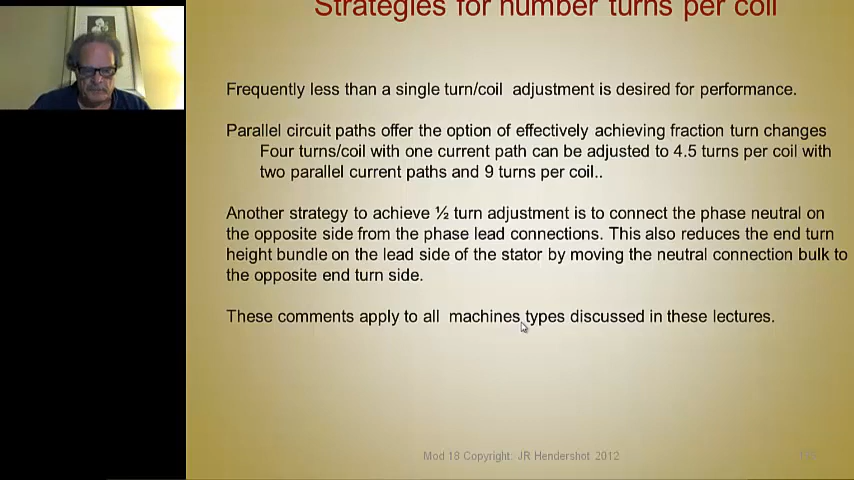 Strategies for number turns per coil
Frequently less than a single turn/coil adjustment is desired for performance.
Parallel circuit paths offer the option of effectively achieving fraction turn changes
Four turns/coil with one current path can be adjusted to 4.5 turns per coil with
two parallel current paths and 9 turns per coil..
Another strategy to achieve ½ turn adjustment is to connect the phase neutral on
the opposite side from the phase lead connections. This also reduces the end turn
height bundle on the lead side of the stator by moving the neutral connection bulk to
the opposite end turn side.
These comments apply to all machines types discussed in these lectures.
Mod 18 Copyright: JR Hendershot 2012